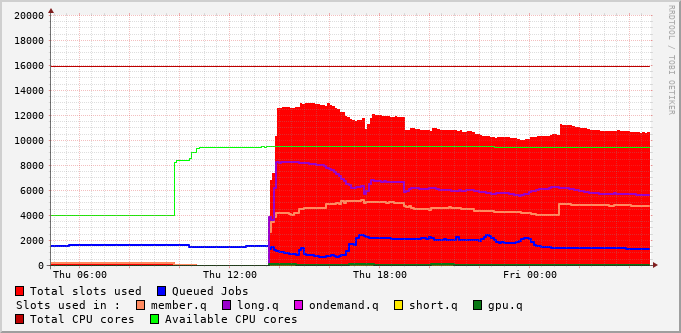 RRDTOOL / TOBI OETIKER
20000
18000
16000
14000
12000
10000
8000
6000
4000
2000
0
Thu 06:00 Thu 12:00 Thu 18:00 Fri 00:00
Total slots used Queued Jobs
Slots used in : member.q long.q ondemand.q short.q gpu.q
Total CPU cores Available CPU cores